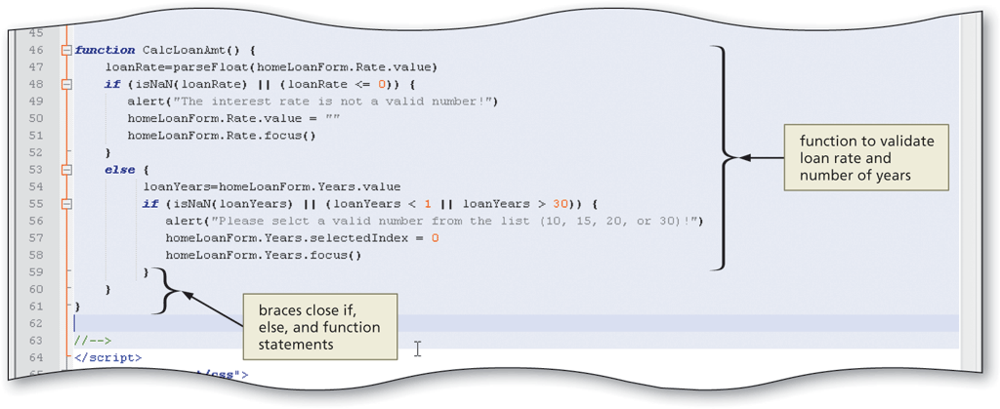 45
46 function CalcLoanAmt() {
47 loanRate=parseFloat(homeLoanForm.Rate.value)
48 if (isNaN(loanRate) || (loanRate <= 0)) {
49 alert("The interest rate is not a valid number!")
50 homeLoanForm.Rate.value = ""
51 homeLoanForm.Rate.focus()
52 }
53 else {
54 loanYears=homeLoanForm.Years.value
55 if (isNaN(loanYears) || (loanYears < 1 || loanYears > 30)) {
56 alert("Please selct a valid number from the list (10, 15, 20, or 30)!")
57 homeLoanForm.Years.selectedIndex = 0
58 homeLoanForm.Years.focus()
59 }
60 }
61 }
62
63 //-->
64 </script>
/css">
function to validate
loan rate and
number of years
braces close if,
else, and function
statements